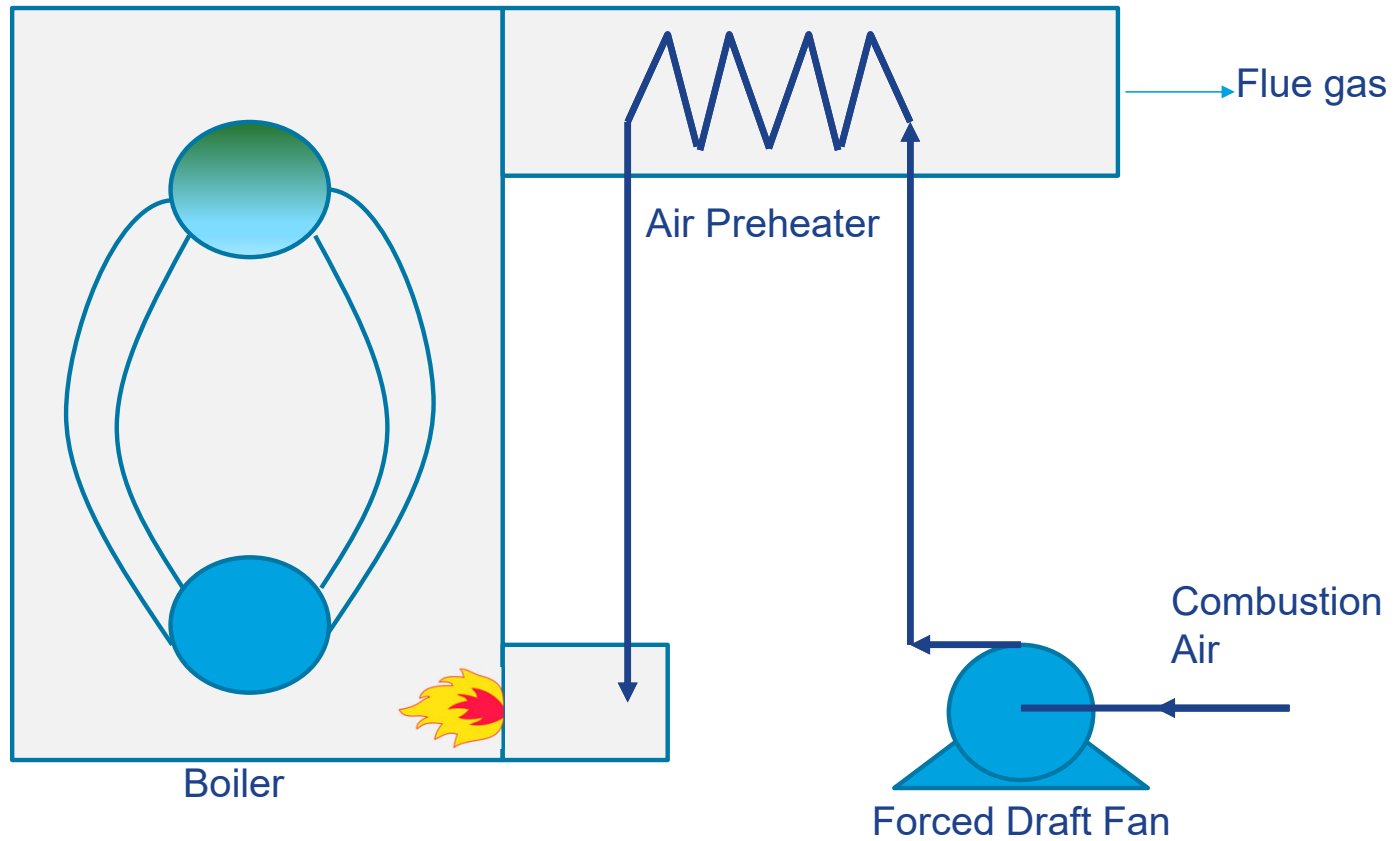 Flue gas
Air Preheater
Combustion
Air
Boiler
Forced Draft Fan